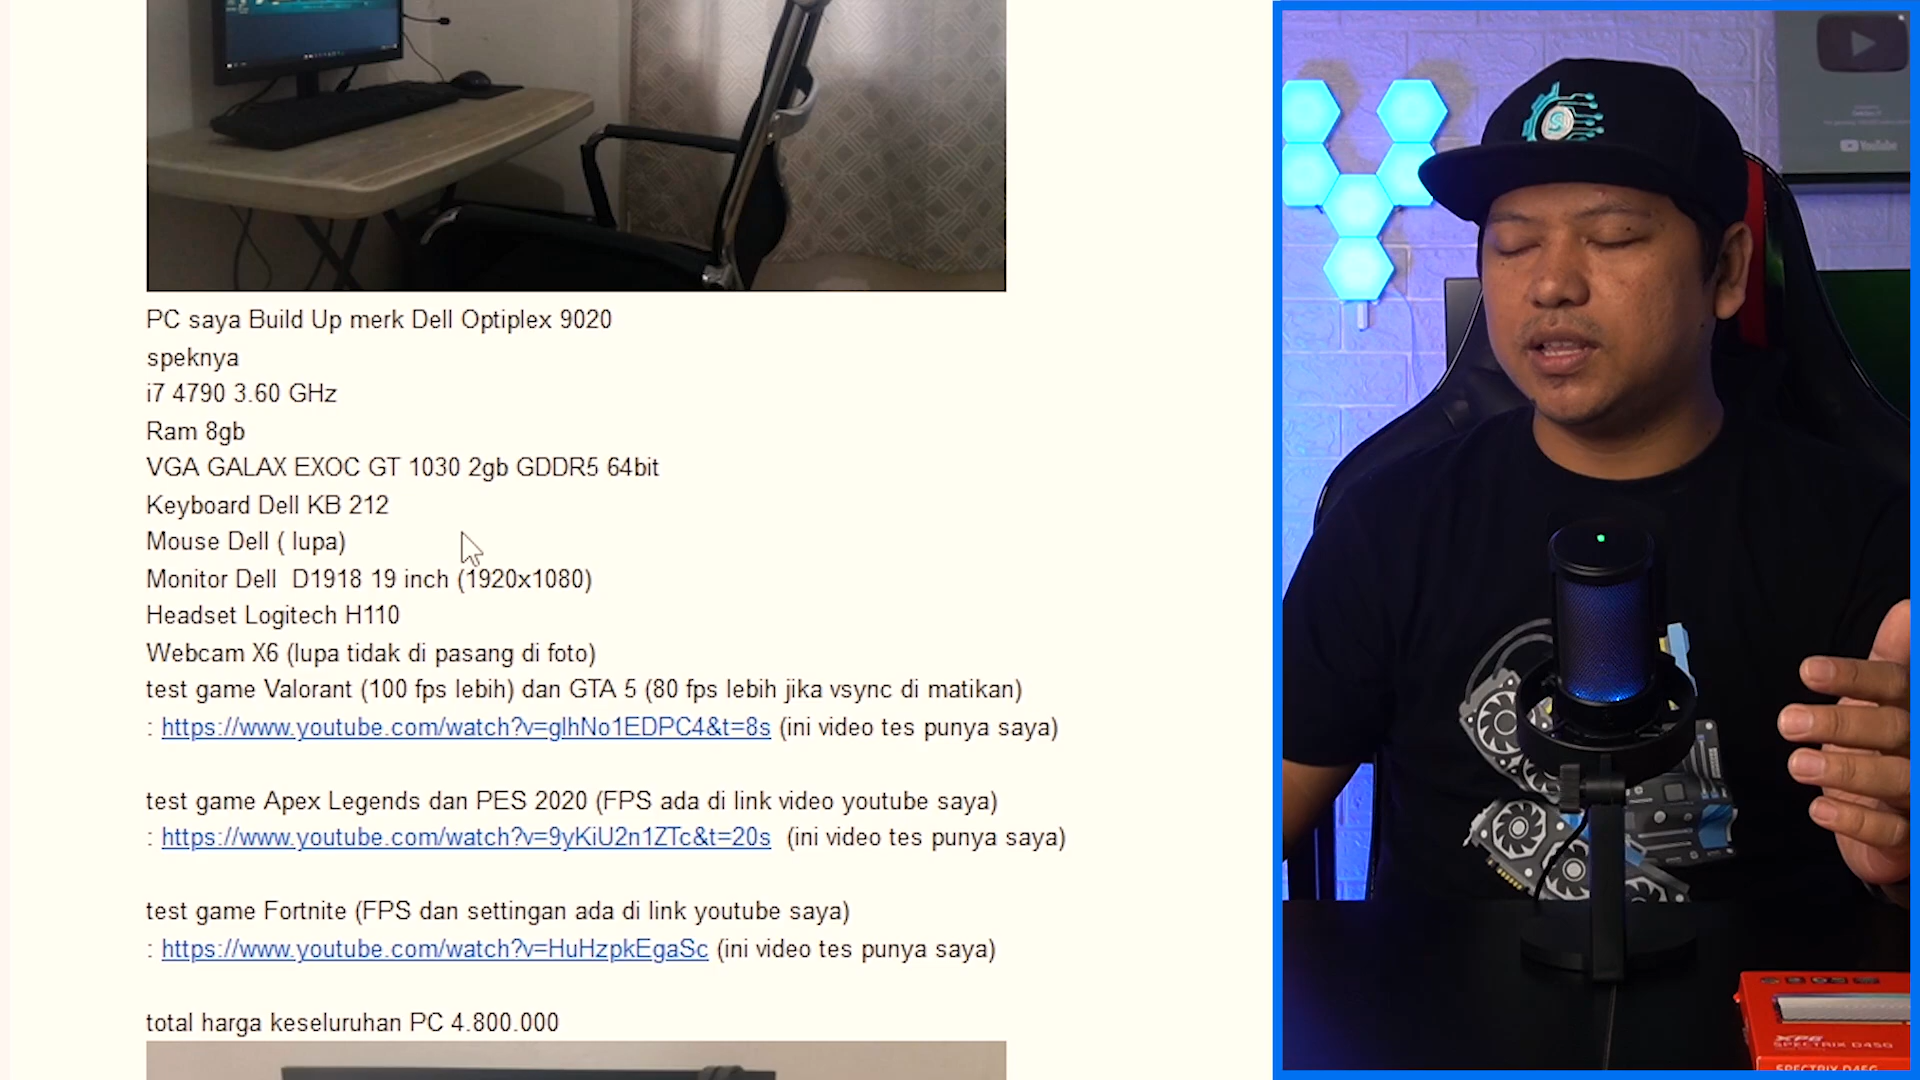 PC saya Build Up merk Dell Optiplex 9020
speknya
i7 4790 3.60 GHz
Ram 8gb
VGA GALAX EXOC GT 1030 2gb GDDR5 64bit
Keyboard Dell KB 212
Mouse Dell ( lupa)
Monitor Dell  D1918 19 inch (1920x1080)
Headset Logitech H110
Webcam X6 (lupa tidak di pasang di foto)
test game Valorant (100 fps lebih) dan GTA 5 (80 fps lebih jika vsync di matikan)
: https://www.youtube.com/watch?v=glhNo1EDPC4&t=8s (ini video tes punya saya)
test game Apex Legends dan PES 2020 (FPS ada di link video youtube saya)
: https://www.youtube.com/watch?v=9yKiU2n1ZTc&t=20s  (ini video tes punya saya)
test game Fortnite (FPS dan settingan ada di link youtube saya)
: https://www.youtube.com/watch?v=HuHzpkEgaSc (ini video tes punya saya)
total harga keseluruhan PC 4.800.000
YouTube
XPG
SPECTRIX D45G
SPECTRIX D45G